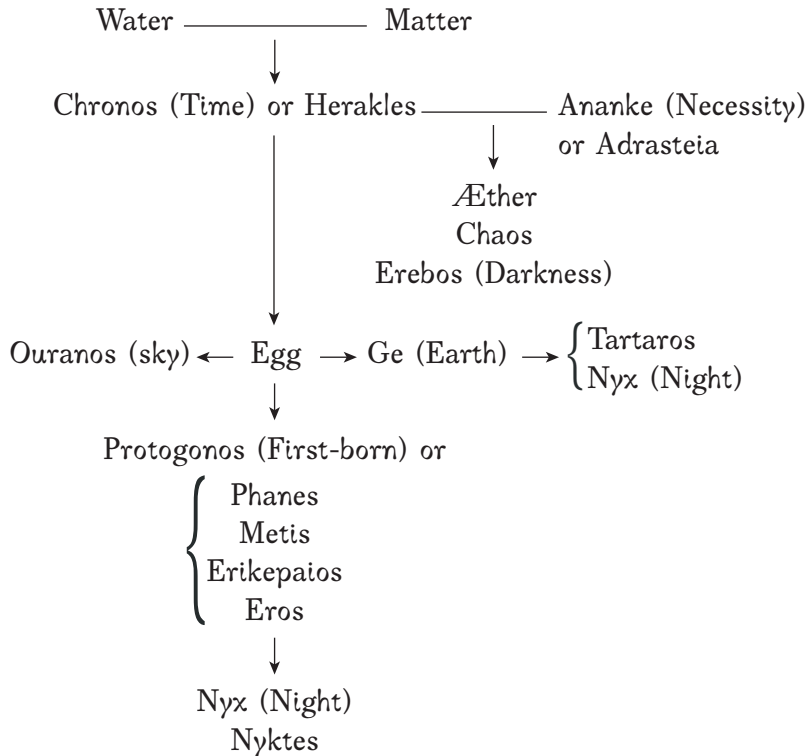 Water Matter
Chronos (Time) or Herakles Ananke (Necessity)
or Adrasteia
Æther
Chaos
Erebos (Darkness)
Ouranos (sky) Egg Ge (Earth) Tartaros
Nyx (Night)
Protogonos (First-born) or
Phanes
Metis
Erikepaios
Eros
Nyx (Night)
Nyktes